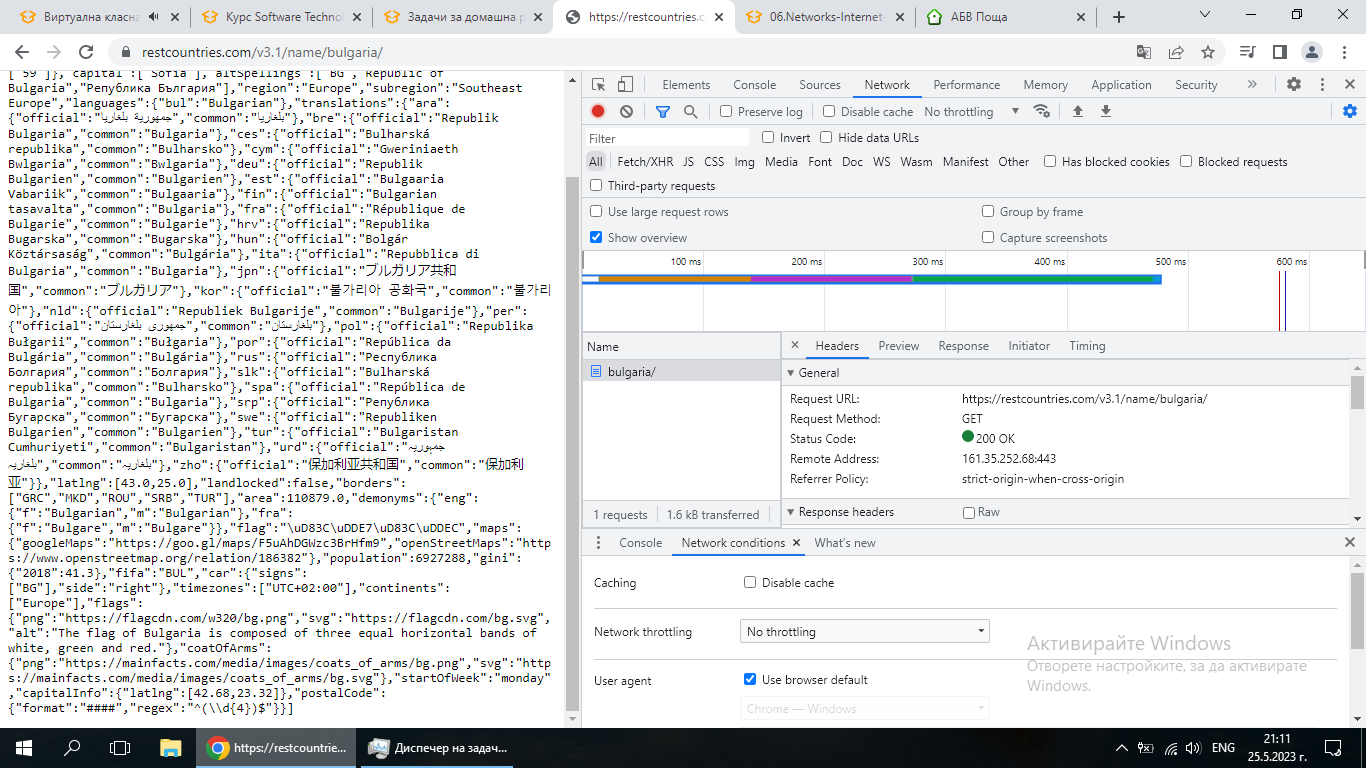 Виртуална класна
Курс Software Technol
Задачи за домашна р
https://restcountries.c
06.Networks-Internet-
АБВ Поща
restcountries.com/v3.1/name/bulgaria/
["59"]},"capital":["Sofia"],"altSpellings":["BG","Republic of
Bulgaria","Република България"],"region":"Europe","subregion":"Southeast
Europe","languages":{"bul":"Bulgarian"},"translations":{"ara":
{"official":"جمهورية بلغاريا","common":"بلغاريا"},"bre":{"official":"Republik
Bulgaria","common":"Bulgaria"},"ces":{"official":"Bulharská
republika","common":"Bulharsko"},"cym":{"official":"Gweriniaeth
Bwlgaria","common":"Bwlgaria"},"deu":{"official":"Republik
Bulgarien","common":"Bulgarien"},"est":{"official":"Bulgaaria
Vabariik","common":"Bulgaaria"},"fin":{"official":"Bulgarian
tasavalta","common":"Bulgaria"},"fra":{"official":"République de
Bulgarie","common":"Bulgarie"},"hrv":{"official":"Republika
Bugarska","common":"Bugarska"},"hun":{"official":"Bolgár
Köztársaság","common":"Bulgária"},"ita":{"official":"Repubblica di
Bulgaria","common":"Bulgaria"},"jpn":{"official":"ブルガリア共和
国","common":"ブルガリア"},"kor":{"official":"불가리아 공화국","common":"불가리
아"},"nld":{"official":"Republiek Bulgarije","common":"Bulgarije"},"per":
{"official":"جمهوری بلغارستان","common":"بلغارستان"},"pol":{"official":"Republika
Bułgarii","common":"Bułgaria"},"por":{"official":"República da
Bulgária","common":"Bulgária"},"rus":{"official":"Республика
Болгария","common":"Болгария"},"slk":{"official":"Bulharská
republika","common":"Bulharsko"},"spa":{"official":"República de
Bulgaria","common":"Bulgaria"},"srp":{"official":"Република
Бугарска","common":"Бугарска"},"swe":{"official":"Republiken
Bulgarien","common":"Bulgarien"},"tur":{"official":"Bulgaristan
Cumhuriyeti","common":"Bulgaristan"},"urd":{"official":"جمہوریہ
بلغاریہ","common":"بلغاریہ"},"zho":{"official":"保加利亚共和国","common":"保加利
亚"}},"latlng":[43.0,25.0],"landlocked":false,"borders":
["GRC","MKD","ROU","SRB","TUR"],"area":110879.0,"demonyms":{"eng":
{"f":"Bulgarian","m":"Bulgarian"},"fra":
{"f":"Bulgare","m":"Bulgare"}},"flag":"\uD83C\uDDE7\uD83C\uDDEC","maps":
{"googleMaps":"https://goo.gl/maps/F5uAhDGWzc3BrHfm9","openStreetMaps":"http
s://www.openstreetmap.org/relation/186382"},"population":6927288,"gini":
{"2018":41.3},"fifa":"BUL","car":{"signs":
["BG"],"side":"right"},"timezones":["UTC+02:00"],"continents":
["Europe"],"flags":
{"png":"https://flagcdn.com/w320/bg.png","svg":"https://flagcdn.com/bg.svg",
"alt":"The flag of Bulgaria is composed of three equal horizontal bands of
white, green and red."},"coatOfArms":
{"png":"https://mainfacts.com/media/images/coats_of_arms/bg.png","svg":"http
s://mainfacts.com/media/images/coats_of_arms/bg.svg"},"startOfWeek":"monday"
,"capitalInfo":{"latlng":[42.68,23.32]},"postalCode":
{"format":"####","regex":"^(\\d{4})$"}}]
Elements Console Sources Network Performance Memory Application Security
Preserve log Disable cache No throttling
Filter Invert Hide data URLs
All Fetch/XHR JS CSS Img Media Font Doc WS Wasm Manifest Other Has blocked cookies Blocked requests
Third-party requests
Use large request rows Group by frame
Show overview Capture screenshots
100 ms 200 ms 300 ms 400 ms 500 ms 600 ms
Name
bulgaria/
1 requests 1.6 kB transferred
Headers Preview Response Initiator Timing
General
Request URL: https://restcountries.com/v3.1/name/bulgaria/
Request Method: GET
Status Code: 200 OK
Remote Address: 161.35.252.68:443
Referrer Policy: strict-origin-when-cross-origin
Response headers Raw
Console Network conditions What's new
Caching Disable cache
Network throttling No throttling
User agent Use browser default
Chrome — Windows
Активирайте Windows
Отворете настройките, за да активирате
Windows.
https://restcountrie...
Диспечер на задач...
ENG
21:11
25.5.2023 г.